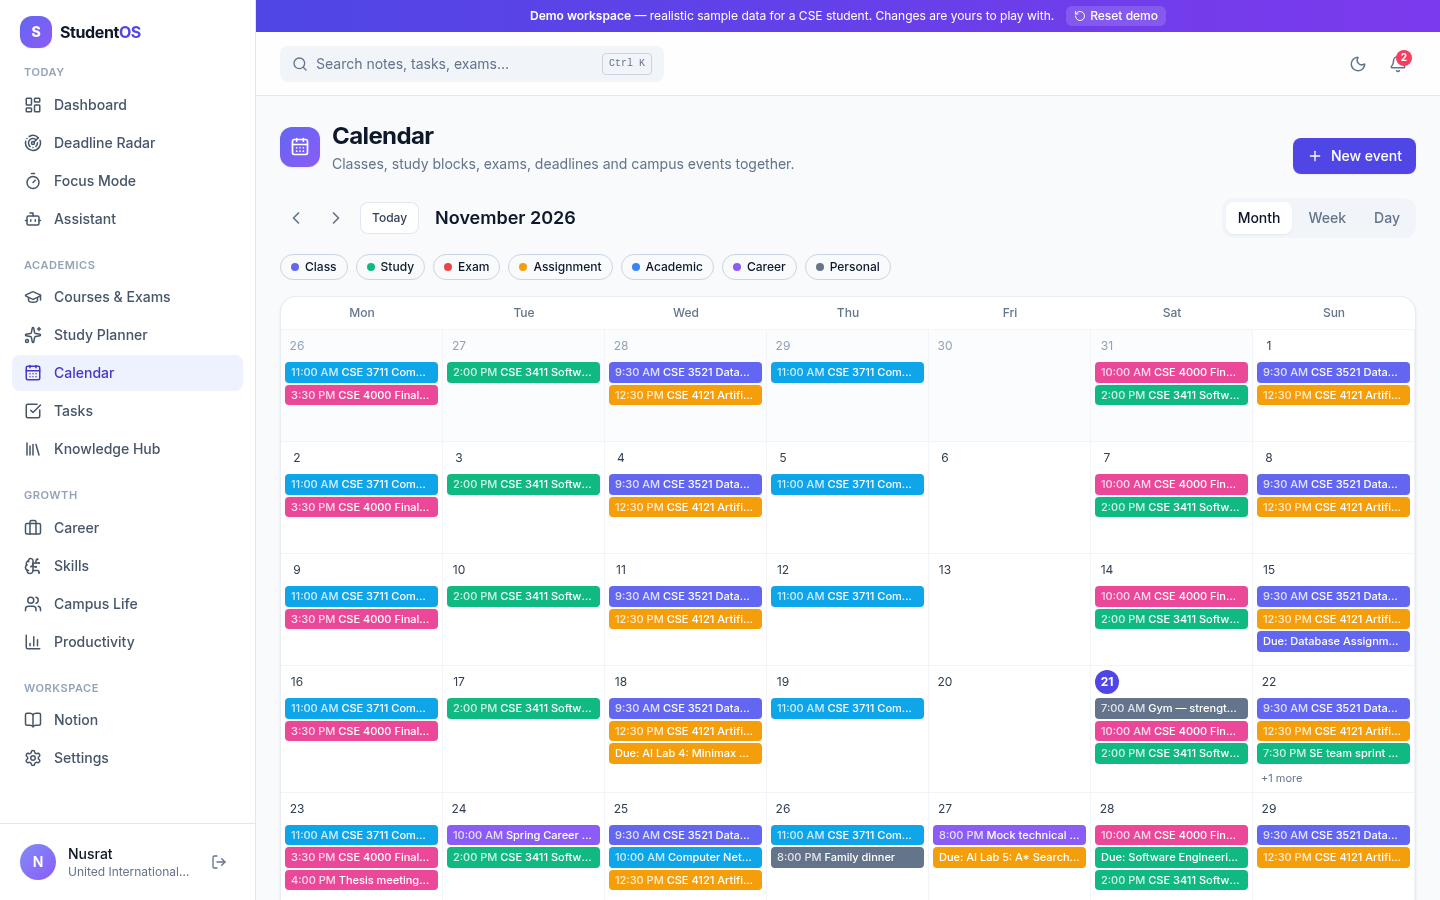 S StudentOS
Demo workspace — realistic sample data for a CSE student. Changes are yours to play with. Reset demo
Search notes, tasks, exams... Ctrl K
2
TODAY
Dashboard
Deadline Radar
Focus Mode
Assistant
ACADEMICS
Courses & Exams
Study Planner
Calendar
Tasks
Knowledge Hub
GROWTH
Career
Skills
Campus Life
Productivity
WORKSPACE
Notion
Settings
N Nusrat
United International...
Calendar
Classes, study blocks, exams, deadlines and campus events together.
New event
Today November 2026
Month Week Day
Class Study Exam Assignment Academic Career Personal
Mon Tue Wed Thu Fri Sat Sun
26 27 28 29 30 31 1
11:00 AM CSE 3711 Com... 2:00 PM CSE 3411 Softw... 9:30 AM CSE 3521 Data... 11:00 AM CSE 3711 Com... 10:00 AM CSE 4000 Fin... 9:30 AM CSE 3521 Data...
3:30 PM CSE 4000 Final... 12:30 PM CSE 4121 Artifi... 2:00 PM CSE 3411 Softw... 12:30 PM CSE 4121 Artifi...
2 3 4 5 6 7 8
11:00 AM CSE 3711 Com... 2:00 PM CSE 3411 Softw... 9:30 AM CSE 3521 Data... 11:00 AM CSE 3711 Com... 10:00 AM CSE 4000 Fin... 9:30 AM CSE 3521 Data...
3:30 PM CSE 4000 Final... 12:30 PM CSE 4121 Artifi... 2:00 PM CSE 3411 Softw... 12:30 PM CSE 4121 Artifi...
9 10 11 12 13 14 15
11:00 AM CSE 3711 Com... 2:00 PM CSE 3411 Softw... 9:30 AM CSE 3521 Data... 11:00 AM CSE 3711 Com... 10:00 AM CSE 4000 Fin... 9:30 AM CSE 3521 Data...
3:30 PM CSE 4000 Final... 12:30 PM CSE 4121 Artifi... 2:00 PM CSE 3411 Softw... 12:30 PM CSE 4121 Artifi...
Due: Database Assignm...
16 17 18 19 20 21 22
11:00 AM CSE 3711 Com... 2:00 PM CSE 3411 Softw... 9:30 AM CSE 3521 Data... 11:00 AM CSE 3711 Com... 7:00 AM Gym — strengt... 9:30 AM CSE 3521 Data...
3:30 PM CSE 4000 Final... 12:30 PM CSE 4121 Artifi... 10:00 AM CSE 4000 Fin... 12:30 PM CSE 4121 Artifi...
Due: AI Lab 4: Minimax ... 2:00 PM CSE 3411 Softw... 7:30 PM SE team sprint ...
+1 more
23 24 25 26 27 28 29
11:00 AM CSE 3711 Com... 10:00 AM Spring Career ... 9:30 AM CSE 3521 Data... 11:00 AM CSE 3711 Com... 8:00 PM Mock technical ... 10:00 AM CSE 4000 Fin... 9:30 AM CSE 3521 Data...
3:30 PM CSE 4000 Final... 2:00 PM CSE 3411 Softw... 10:00 AM Computer Net... 8:00 PM Family dinner Due: AI Lab 5: A* Search... Due: Software Engineeri... 12:30 PM CSE 4121 Artifi...
4:00 PM Thesis meeting... 12:30 PM CSE 4121 Artifi... 2:00 PM CSE 3411 Softw...